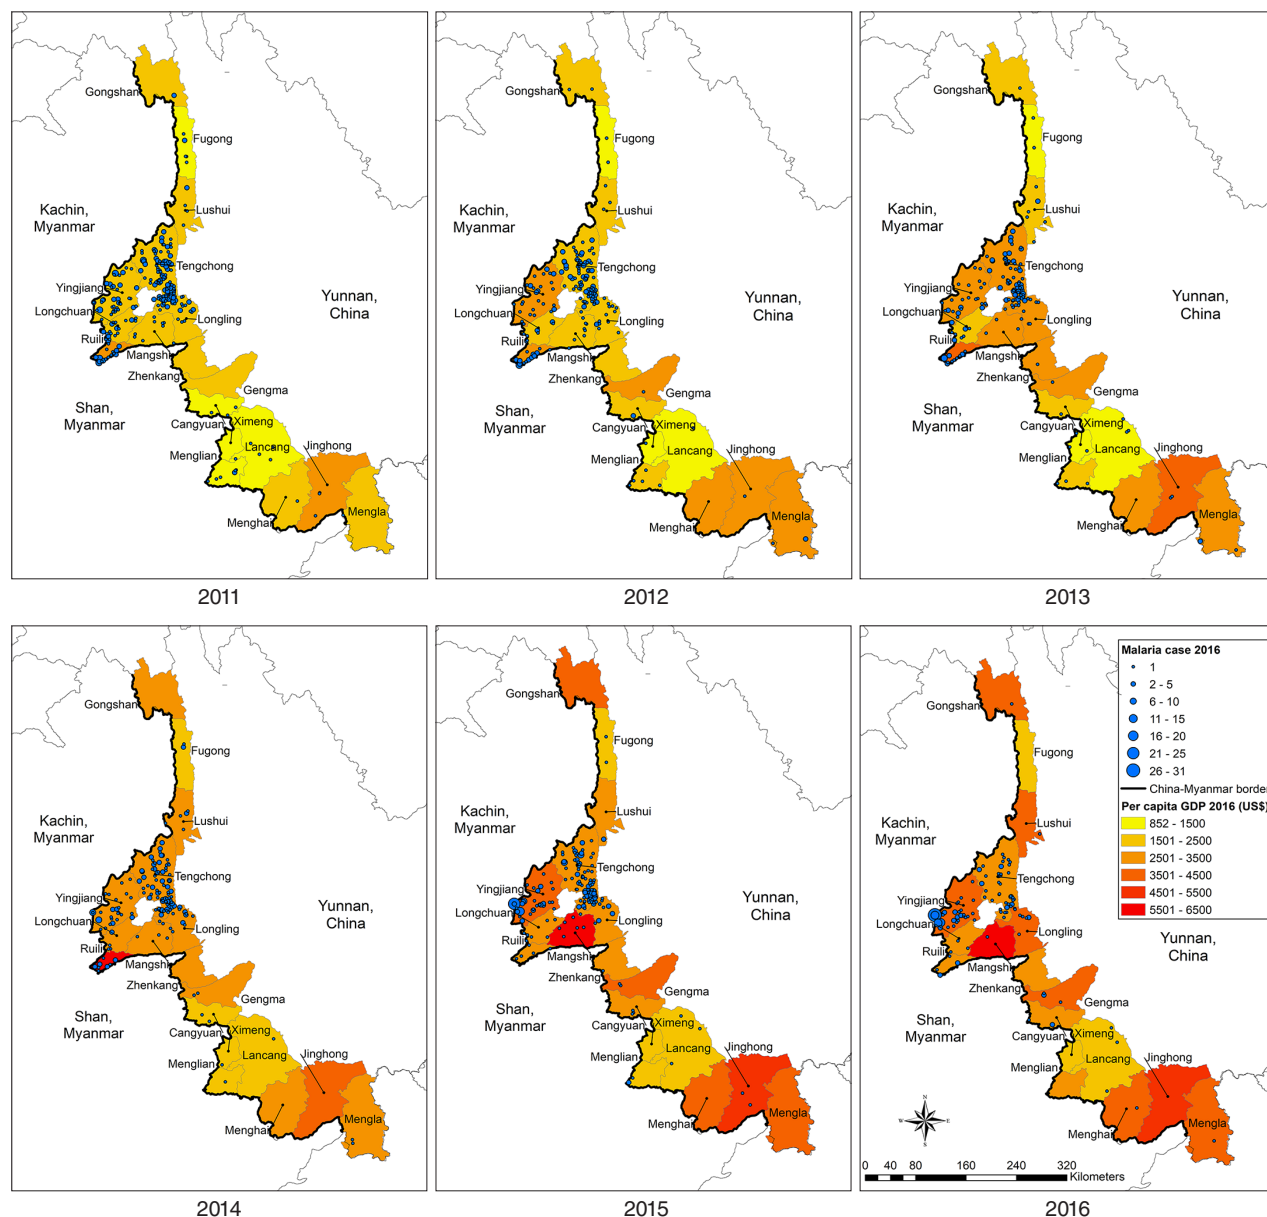 Gongshan
Fugong
Lushui
Kachin,
Myanmar
Tengchong
Yingjiang
Yunnan,
China
Longchuan
Longling
Ruili
Mangshi
Zhenkang
Gengma
Shan,
Myanmar
Cangyuan
Ximeng
Lancang
Jinghong
Menglian
Menghai
Mengla
2011
Gongshan
Fugong
Lushui
Kachin,
Myanmar
Tengchong
Yingjiang
Yunnan,
China
Longchuan
Longling
Ruili
Mangshi
Zhenkang
Gengma
Shan,
Myanmar
Cangyuan
Ximeng
Lancang
Jinghong
Menglian
Menghai
2012
Gongshan
Fugong
Lushui
Kachin,
Myanmar
Tengchong
Yingjiang
Yunnan,
China
Longchuan
Longling
Ruili
Mangshi
Zhenkang
Gengma
Shan,
Myanmar
Cangyuan
Ximeng
Lancang
Jinghong
Menglian
Menghai
Mengla
2013
Gongshan
Fugong
Lushui
Kachin,
Myanmar
Tengchong
Yingjiang
Yunnan,
China
Longchuan
Longling
Ruili
Mangshi
Zhenkang
Gengma
Shan,
Myanmar
Cangyuan
Ximeng
Lancang
Jinghong
Menglian
Menghai
Mengla
2014
Gongshan
Fugong
Lushui
Kachin,
Myanmar
Tengchong
Yingjiang
Yunnan,
China
Longchuan
Longling
Ruili
Mangshi
Zhenkang
Gengma
Shan,
Myanmar
Cangyuan
Ximeng
Lancang
Jinghong
Menglian
Menghai
Mengla
2015
Malaria case 2016
1
2 - 5
6 - 10
11 - 15
16 - 20
21 - 25
26 - 31
China-Myanmar border
Per capita GDP 2016 (US$)
852 - 1500
1501 - 2500
2501 - 3500
3501 - 4500
4501 - 5500
5501 - 6500
Gongshan
Fugong
Lushui
Kachin,
Myanmar
Tengchong
Yingjiang
Longchuan
Longling
Yunnan,
China
Ruili
Mangshi
Zhenkang
Gengma
Shan,
Myanmar
Cangyuan
Ximeng
Lancang
Jinghong
Menglian
Menghai
Mengla
N
W E
S
0 40 80 160 240 320
Kilometers
2016